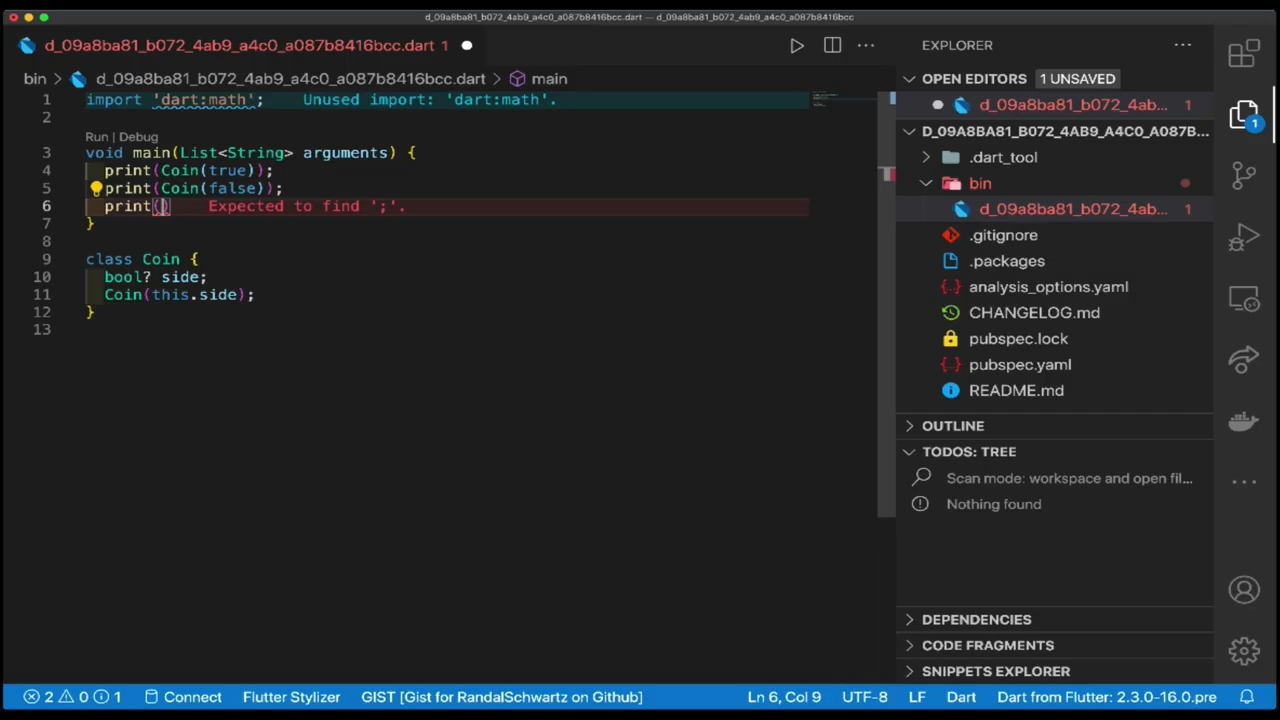 d_09a8ba81_b072_4ab9_a4c0_a087b8416bcc.dart — d_09a8ba81_b072_4ab9_a4c0_a087b8416bcc
d_09a8ba81_b072_4ab9_a4c0_a087b8416bcc.dart 1
bin > d_09a8ba81_b072_4ab9_a4c0_a087b8416bcc.dart > main
1 import 'dart:math'; Unused import: 'dart:math'.
2
Run | Debug
3 void main(List<String> arguments) {
4 print(Coin(true));
5 print(Coin(false));
6 print() Expected to find ';'.
7 }
8
9 class Coin {
10 bool? side;
11 Coin(this.side);
12 }
13
EXPLORER
OPEN EDITORS 1 UNSAVED
d_09a8ba81_b072_4ab... 1
D_09A8BA81_B072_4AB9_A4C0_A087B...
.dart_tool
bin
d_09a8ba81_b072_4ab... 1
.gitignore
.packages
analysis_options.yaml
CHANGELOG.md
pubspec.lock
pubspec.yaml
README.md
OUTLINE
TODOS: TREE
Scan mode: workspace and open fil...
Nothing found
DEPENDENCIES
CODE FRAGMENTS
SNIPPETS EXPLORER
1
2 0 1 Connect Flutter Stylizer GIST [Gist for RandalSchwartz on Github] Ln 6, Col 9 UTF-8 LF Dart Dart from Flutter: 2.3.0-16.0.pre